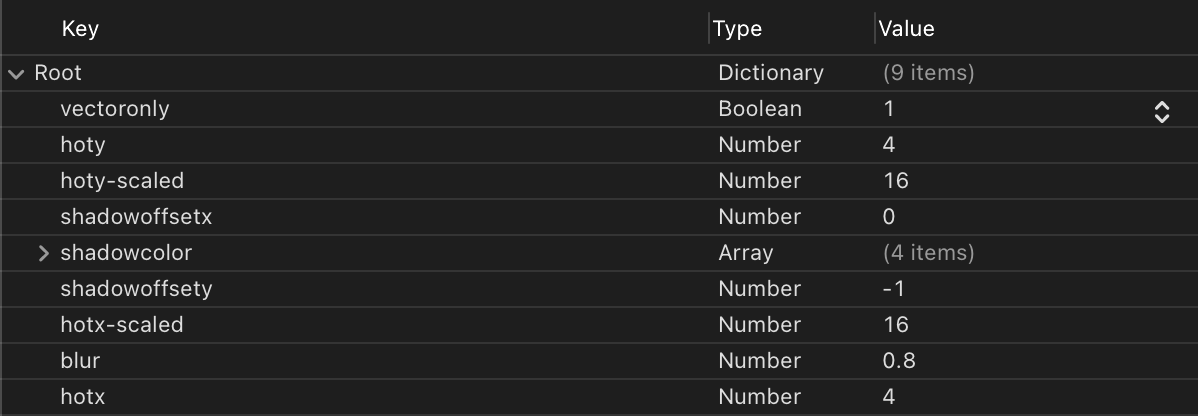 Key Type Value
Root Dictionary (9 items)
vectoronly Boolean 1
hoty Number 4
hoty-scaled Number 16
shadowoffsetx Number 0
shadowcolor Array (4 items)
shadowoffsety Number -1
hotx-scaled Number 16
blur Number 0.8
hotx Number 4